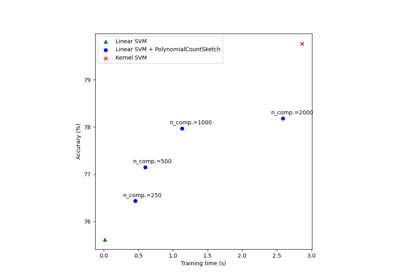 Linear SVM
Linear SVM + PolynomialCountSketch
Kernel SVM
79
n_comp.=2000
n_comp.=1000
78
n_comp.=500
77
n_comp.=250
76
Accurary (%)
0.0 0.5 1.0 1.5 2.0 2.5 3.0
Training time (s)